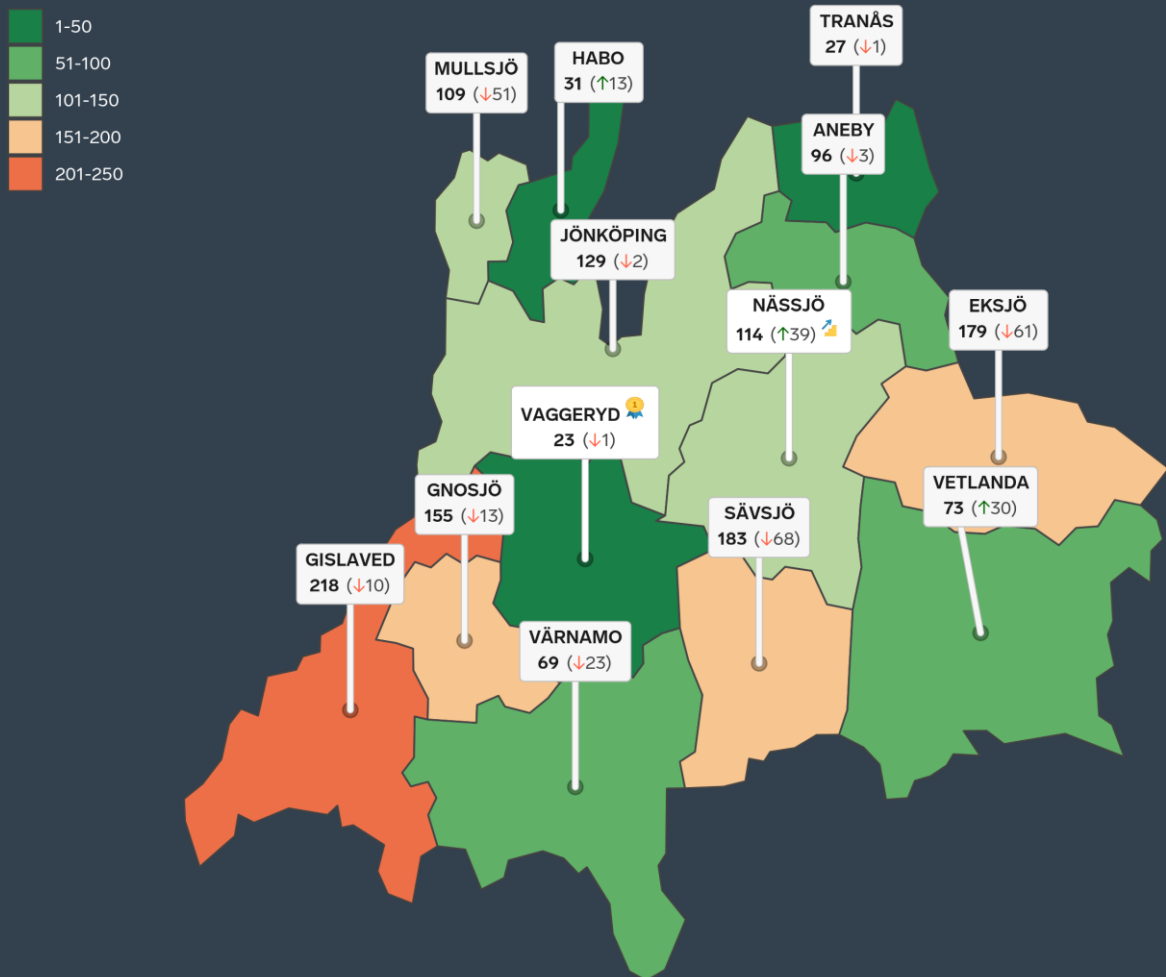 1-50
51-100
101-150
151-200
201-250
TRANÅS
27 (↓1)
HABO
31 (↑13)
MULLSJÖ
109 (↓51)
ANEBY
96 (↓3)
JÖNKÖPING
129 (↓2)
NÄSSJÖ
114 (↑39)
EKSJÖ
179 (↓61)
VAGGERYD
1
23 (↓1)
GNOSJÖ
155 (↓13)
VETLANDA
73 (↑30)
SÄVSJÖ
183 (↓68)
GISLAVED
218 (↓10)
VÄRNAMO
69 (↓23)